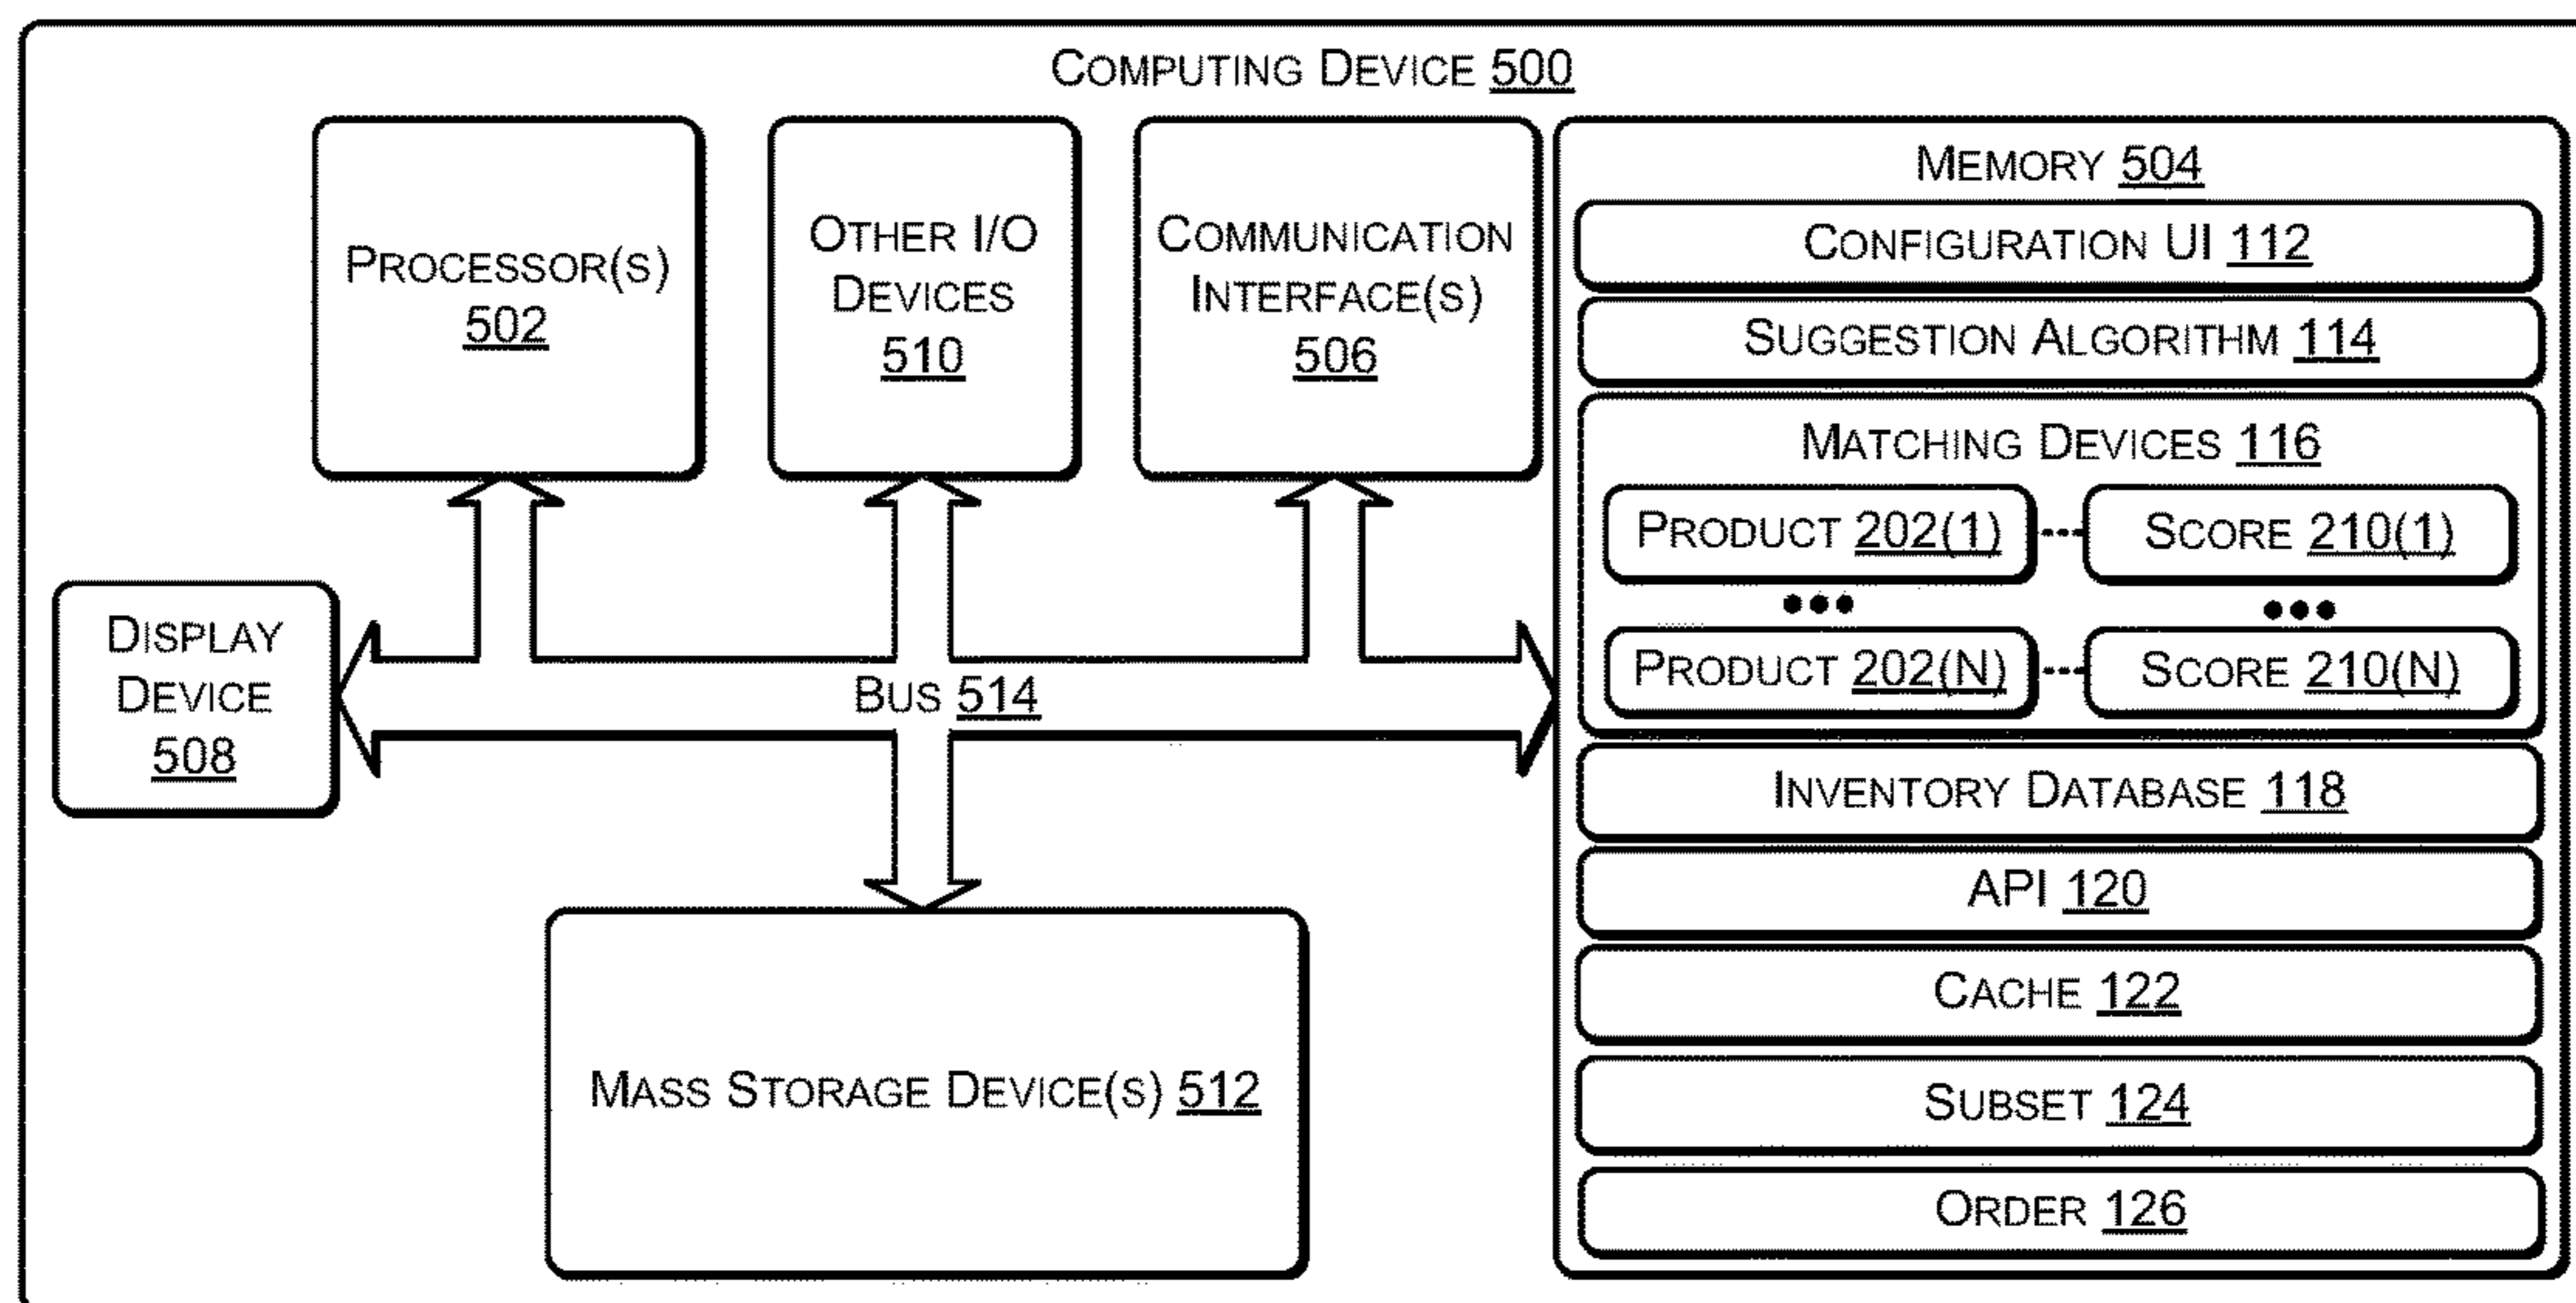 COMPUTING DEVICE 500
PROCESSOR(S)
502
OTHER I/O
DEVICES
510
COMMUNICATION
INTERFACE(S)
506
DISPLAY
DEVICE
508
BUS 514
MASS STORAGE DEVICE(S) 512
MEMORY 504
CONFIGURATION UI 112
SUGGESTION ALGORITHM 114
MATCHING DEVICES 116
PRODUCT 202(1)
SCORE 210(1)
PRODUCT 202(N)
SCORE 210(N)
INVENTORY DATABASE 118
API 120
CACHE 122
SUBSET 124
ORDER 126